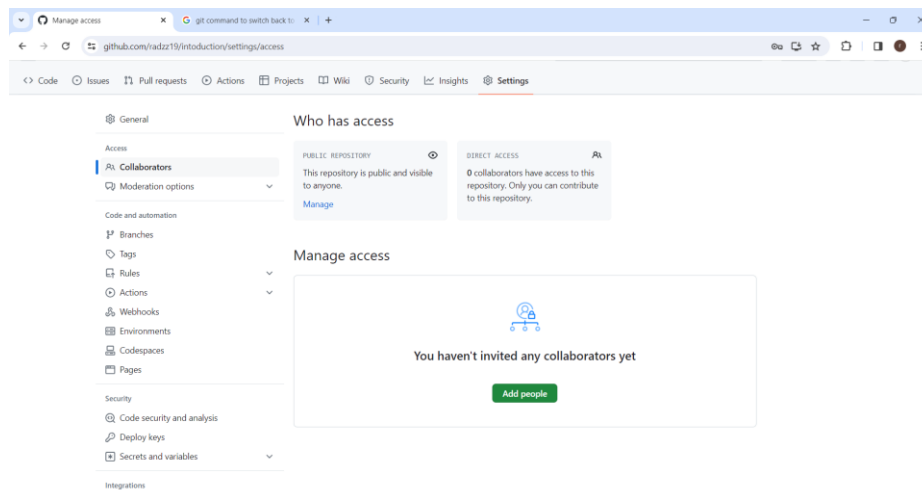 Manage access
git command to switch back to
github.com/radzz19/intoduction/settings/access
Code Issues Pull requests Actions Projects Wiki Security Insights Settings
General
Access
Collaborators
Moderation options
Code and automation
Branches
Tags
Rules
Actions
Webhooks
Environments
Codespaces
Pages
Security
Code security and analysis
Deploy keys
Secrets and variables
Integrations
Who has access
PUBLIC REPOSITORY
This repository is public and visible
to anyone.
Manage
DIRECT ACCESS
0 collaborators have access to this
repository. Only you can contribute
to this repository.
Manage access
You haven't invited any collaborators yet
Add people